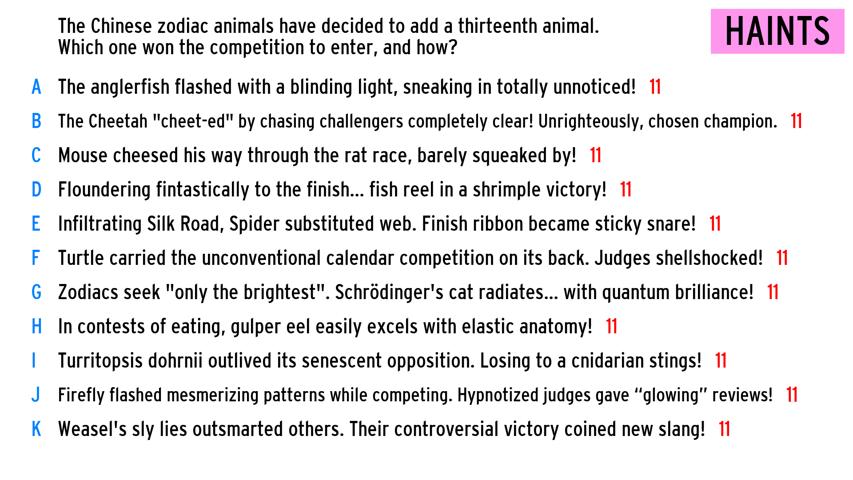 The Chinese zodiac animals have decided to add a thirteenth animal.
Which one won the competition to enter, and how?
HAINTS
A The anglerfish flashed with a blinding light, sneaking in totally unnoticed! 11
B The Cheetah "cheet-ed" by chasing challengers completely clear! Unrighteously, chosen champion. 11
C Mouse cheesed his way through the rat race, barely squeaked by! 11
D Floundering fintastically to the finish... fish reel in a shrimple victory! 11
E Infiltrating Silk Road, Spider substituted web. Finish ribbon became sticky snare! 11
F Turtle carried the unconventional calendar competition on its back. Judges shellshocked! 11
G Zodiacs seek "only the brightest". Schrödinger's cat radiates... with quantum brilliance! 11
H In contests of eating, gulper eel easily excels with elastic anatomy! 11
I Turritopsis dohrnii outlived its senescent opposition. Losing to a cnidarian stings! 11
J Firefly flashed mesmerizing patterns while competing. Hypnotized judges gave “glowing” reviews! 11
K Weasel's sly lies outsmarted others. Their controversial victory coined new slang! 11